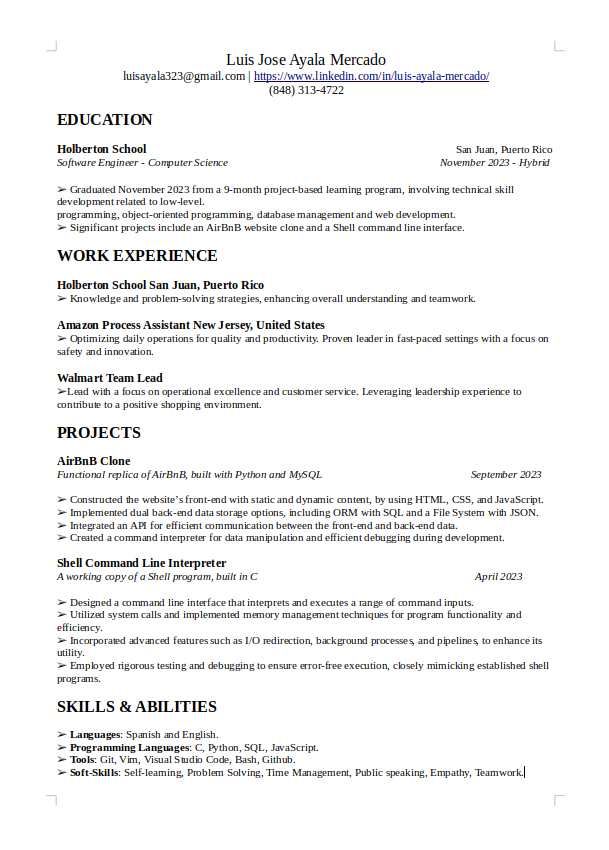 Luis Jose Ayala Mercado
luisayala323@gmail.com | https://www.linkedin.com/in/luis-ayala-mercado/
(848) 313-4722
EDUCATION
Holberton School San Juan, Puerto Rico
Software Engineer - Computer Science November 2023 - Hybrid
➢ Graduated November 2023 from a 9-month project-based learning program, involving technical skill
development related to low-level.
programming, object-oriented programming, database management and web development.
➢ Significant projects include an AirBnB website clone and a Shell command line interface.
WORK EXPERIENCE
Holberton School San Juan, Puerto Rico
➢ Knowledge and problem-solving strategies, enhancing overall understanding and teamwork.
Amazon Process Assistant New Jersey, United States
➢ Optimizing daily operations for quality and productivity. Proven leader in fast-paced settings with a focus on
safety and innovation.
Walmart Team Lead
➢Lead with a focus on operational excellence and customer service. Leveraging leadership experience to
contribute to a positive shopping environment.
PROJECTS
AirBnB Clone
Functional replica of AirBnB, built with Python and MySQL September 2023
➢ Constructed the website's front-end with static and dynamic content, by using HTML, CSS, and JavaScript.
➢ Implemented dual back-end data storage options, including ORM with SQL and a File System with JSON.
➢ Integrated an API for efficient communication between the front-end and back-end data.
➢ Created a command interpreter for data manipulation and efficient debugging during development.
Shell Command Line Interpreter
A working copy of a Shell program, built in C April 2023
➢ Designed a command line interface that interprets and executes a range of command inputs.
➢ Utilized system calls and implemented memory management techniques for program functionality and
efficiency.
➢ Incorporated advanced features such as I/O redirection, background processes, and pipelines, to enhance its
utility.
➢ Employed rigorous testing and debugging to ensure error-free execution, closely mimicking established shell
programs.
SKILLS & ABILITIES
➢ Languages: Spanish and English.
➢ Programming Languages: C, Python, SQL, JavaScript.
➢ Tools: Git, Vim, Visual Studio Code, Bash, Github.
➢ Soft-Skills: Self-learning, Problem Solving, Time Management, Public speaking, Empathy, Teamwork.